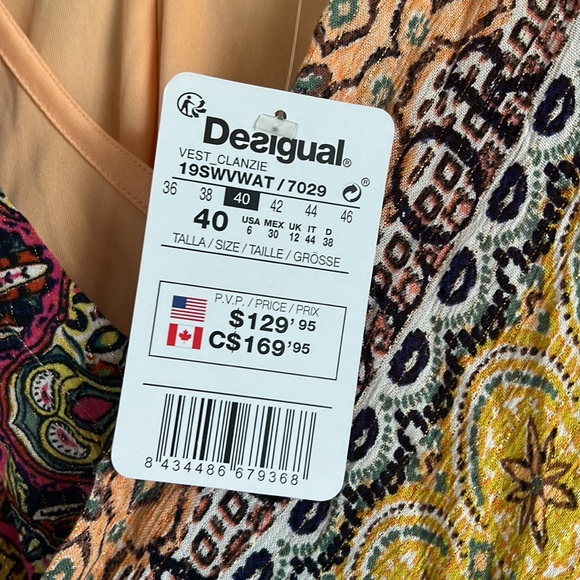 Desigual®
VEST_CLANZIE
19SWVWAT/7029
36 38 40 42 44 46
USA MEX UK IT D
40 6 30 12 44 38
TALLA/SIZE/TAILLE/GRÖSSE
P.V.P./PRICE/PRIX
$129'95
C$169'95
8 434486 679368